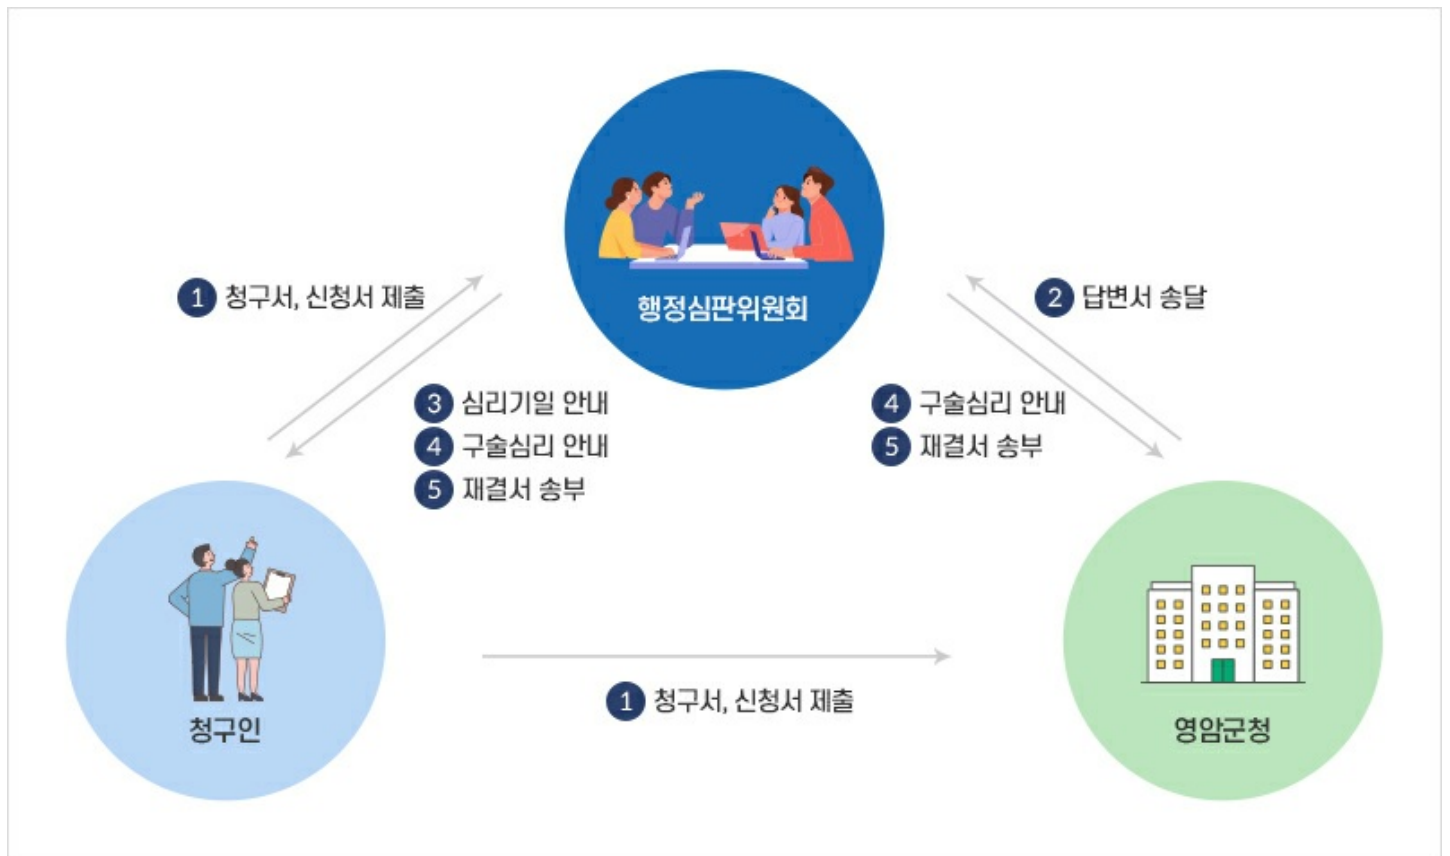 행정심판위원회
1 청구서, 신청서 제출
2 답변서 송달
3 심리기일 안내
4 구술심리 안내
5 재결서 송부
4 구술심리 안내
5 재결서 송부
청구인
1 청구서, 신청서 제출
영암군청